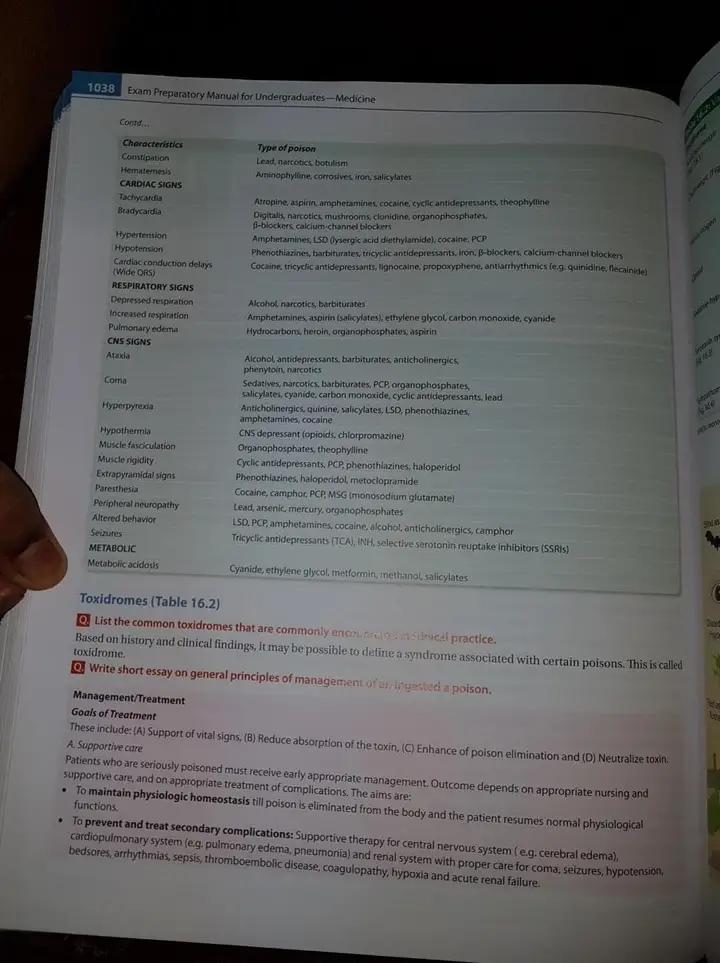 1038 Exam Preparatory Manual for Undergraduates—Medicine
Contd...
Characteristics Type of poison
Constipation Lead, narcotics, botulism
Hematemesis Aminophylline, corrosives, iron, salicylates
CARDIAC SIGNS
Tachycardia Atropine, aspirin, amphetamines, cocaine, cyclic antidepressants, theophylline
Bradycardia Digitalis, narcotics, mushrooms, clonidine, organophosphates,
β-blockers, calcium-channel blockers
Hypertension Amphetamines, LSD (lysergic acid diethylamide), cocaine, PCP
Hypotension Phenothiazines, barbiturates, tricyclic antidepressants, iron, β-blockers, calcium-channel blockers
Cardiac conduction delays Cocaine, tricyclic antidepressants, lignocaine, propoxyphene, antiarrhythmics (e.g. quinidine, flecainide)
(Wide QRS)
RESPIRATORY SIGNS
Depressed respiration Alcohol, narcotics, barbiturates
Increased respiration Amphetamines, aspirin (salicylates), ethylene glycol, carbon monoxide, cyanide
Pulmonary edema Hydrocarbons, heroin, organophosphates, aspirin
CNS SIGNS
Ataxia Alcohol, antidepressants, barbiturates, anticholinergics,
phenytoin, narcotics
Coma Sedatives, narcotics, barbiturates, PCP, organophosphates,
salicylates, cyanide, carbon monoxide, cyclic antidepressants, lead
Hyperpyrexia Anticholinergics, quinine, salicylates, LSD, phenothiazines,
amphetamines, cocaine
Hypothermia CNS depressant (opioids, chlorpromazine)
Muscle fasciculation Organophosphates, theophylline
Muscle rigidity Cyclic antidepressants, PCP, phenothiazines, haloperidol
Extrapyramidal signs Phenothiazines, haloperidol, metoclopramide
Paresthesia Cocaine, camphor, PCP, MSG (monosodium glutamate)
Peripheral neuropathy Lead, arsenic, mercury, organophosphates
Altered behavior LSD, PCP, amphetamines, cocaine, alcohol, anticholinergics, camphor
Seizures Tricyclic antidepressants (TCA), INH, selective serotonin reuptake inhibitors (SSRIs)
METABOLIC
Metabolic acidosis Cyanide, ethylene glycol, metformin, methanol, salicylates
Toxidromes (Table 16.2)
Q. List the common toxidromes that are commonly practice.
Based on history and clinical findings, it may be possible to define a syndrome associated with certain poisons. This is called
toxidrome.
Q. Write short essay on general principles of management of ingested a poison.
Management/Treatment
Goals of Treatment
These include: (A) Support of vital signs, (B) Reduce absorption of the toxin, (C) Enhance of poison elimination and (D) Neutralize toxin.
A. Supportive care
Patients who are seriously poisoned must receive early appropriate management. Outcome depends on appropriate nursing and
supportive care, and on appropriate treatment of complications. The aims are:
• To maintain physiologic homeostasis till poison is eliminated from the body and the patient resumes normal physiological
functions.
• To prevent and treat secondary complications: Supportive therapy for central nervous system ( e.g. cerebral edema),
cardiopulmonary system (e.g. pulmonary edema, pneumonia) and renal system with proper care for coma, seizures, hypotension,
bedsores, arrhythmias, sepsis, thromboembolic disease, coagulopathy, hypoxia and acute renal failure.